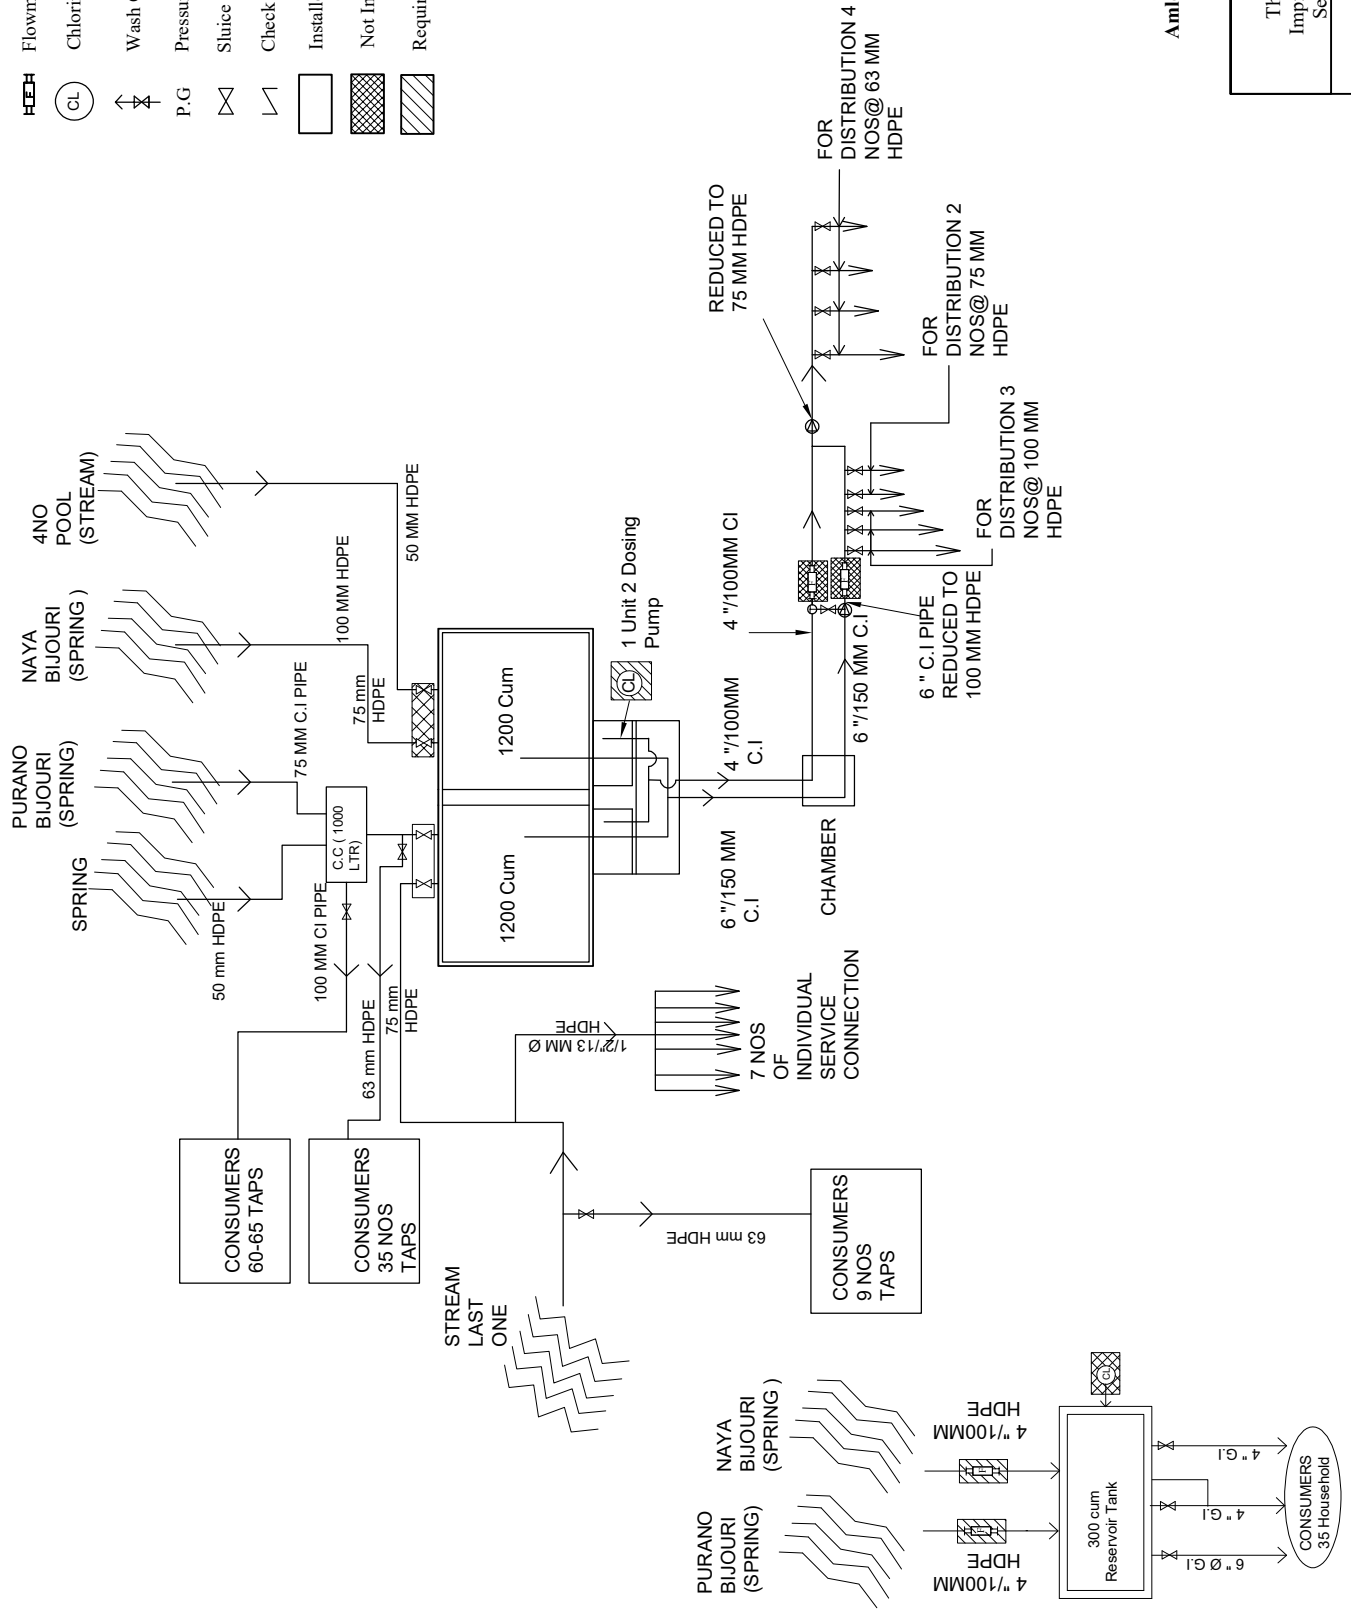 Flowm
Chlori
Wash
P.G
Pressu
Sluice
Check
Install
Not In
Requir
CL
F
4NO
POOL
(STREAM)
NAYA
BIJOURI
(SPRING )
PURANO
BIJOURI
(SPRING)
SPRING
50 MM HDPE
100 MM HDPE
75 mm
HDPE
75 MM C.I PIPE
C.C ( 1000
LTR)
50 mm HDPE
100 MM CI PIPE
63 mm HDPE
75 mm
HDPE
1200 Cum
1200 Cum
CL
1 Unit 2 Dosing
Pump
CONSUMERS
60-65 TAPS
CONSUMERS
35 NOS
TAPS
STREAM
LAST
ONE
1/2"/13 MM Ø
HDPE
7 NOS
OF
INDIVIDUAL
SERVICE
CONNECTION
63 mm HDPE
CONSUMERS
9 NOS
TAPS
6 "/150 MM
C.I
4 "/100MM
C.I
CHAMBER
4 "/100MM CI
6 "/150 MM C.I
6 " C.I PIPE
REDUCED TO
100 MM HDPE
REDUCED TO
75 MM HDPE
FOR
DISTRIBUTION 4
NOS@ 63 MM
HDPE
FOR
DISTRIBUTION 2
NOS@ 75 MM
HDPE
FOR
DISTRIBUTION 3
NOS@ 100 MM
HDPE
PURANO
BIJOURI
(SPRING)
NAYA
BIJOURI
(SPRING )
4 "/100MM
HDPE
4 "/100MM
HDPE
300 cum
Reservoir Tank
CL
6 " Ø G.I
4 " G.I
4 " G.I
CONSUMERS
35 Household
Aml
Th
Imp
Se